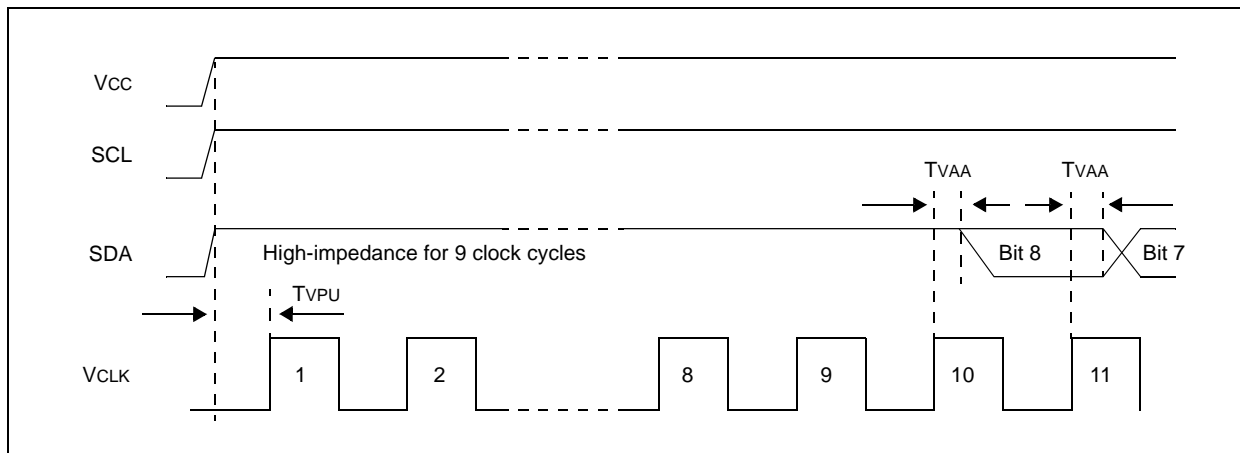 VCC
SCL
TVAA TVAA
SDA High-impedance for 9 clock cycles Bit 8 Bit 7
TVPU
VCLK 1 2 8 9 10 11